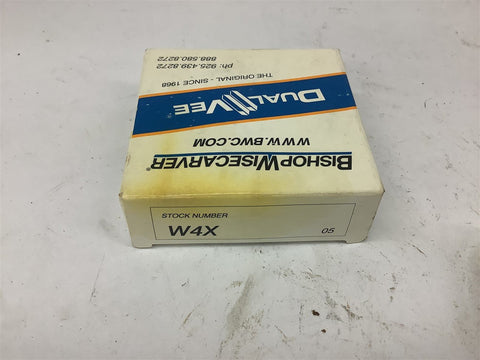 BISHOPWISECARVER
WWW.BWC.COM
DUALVEE
THE ORIGINAL - SINCE 1968
ph: 925.439.8272
888.580.8272
STOCK NUMBER
W4X
05